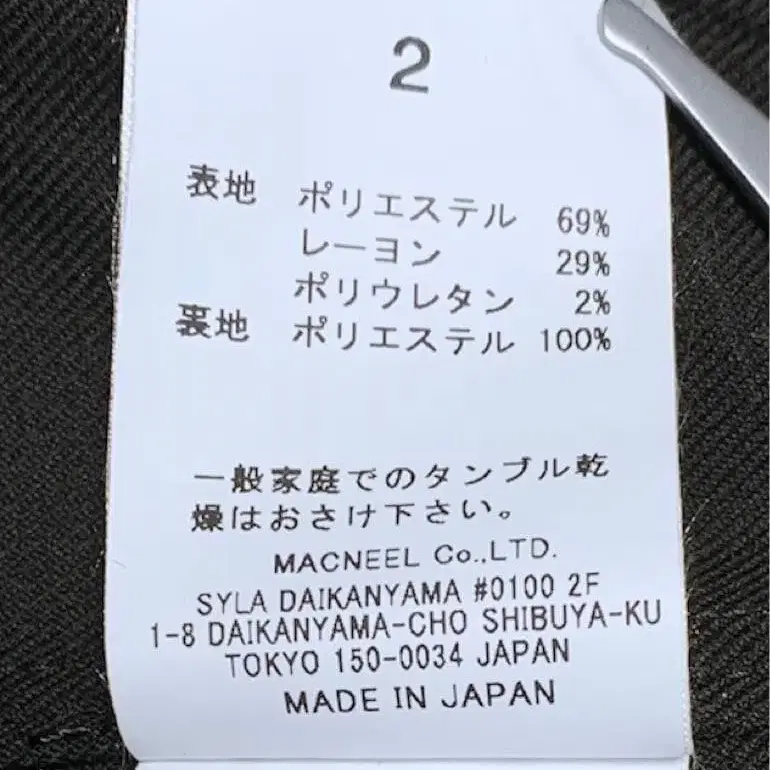 2
表地 ポリエステル 69%
レーヨン 29%
ポリウレタン 2%
裏地 ポリエステル 100%
一般家庭でのタンブル乾
燥はおさけ下さい。
MACNEEL Co.,LTD.
SYLA DAIKANYAMA #0100 2F
1-8 DAIKANYAMA-CHO SHIBUYA-KU
TOKYO 150-0034 JAPAN
MADE IN JAPAN